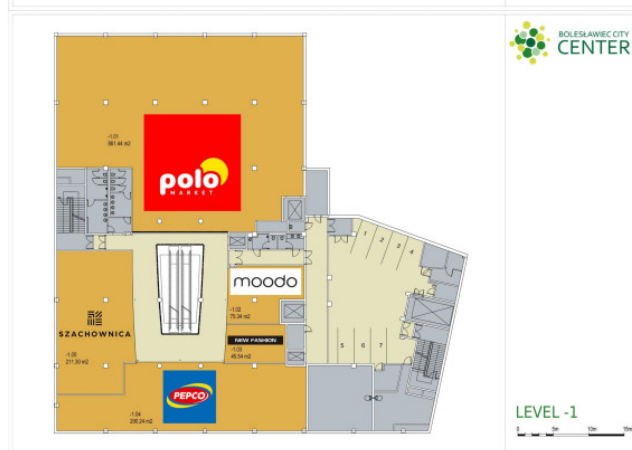 BOLESŁAWIEC CITY
CENTER
-1.01
981.44 m2
polo
MARKET
1
2
3
4
moodo
-1.02
75.34 m2
SZACHOWNICA
NEW FASHION
-1.03
45.54 m2
5
6
7
-1.00
211.30 m2
PEPCO
-1.04
330.24 m2
LEVEL -1
0
5m
10m
15m